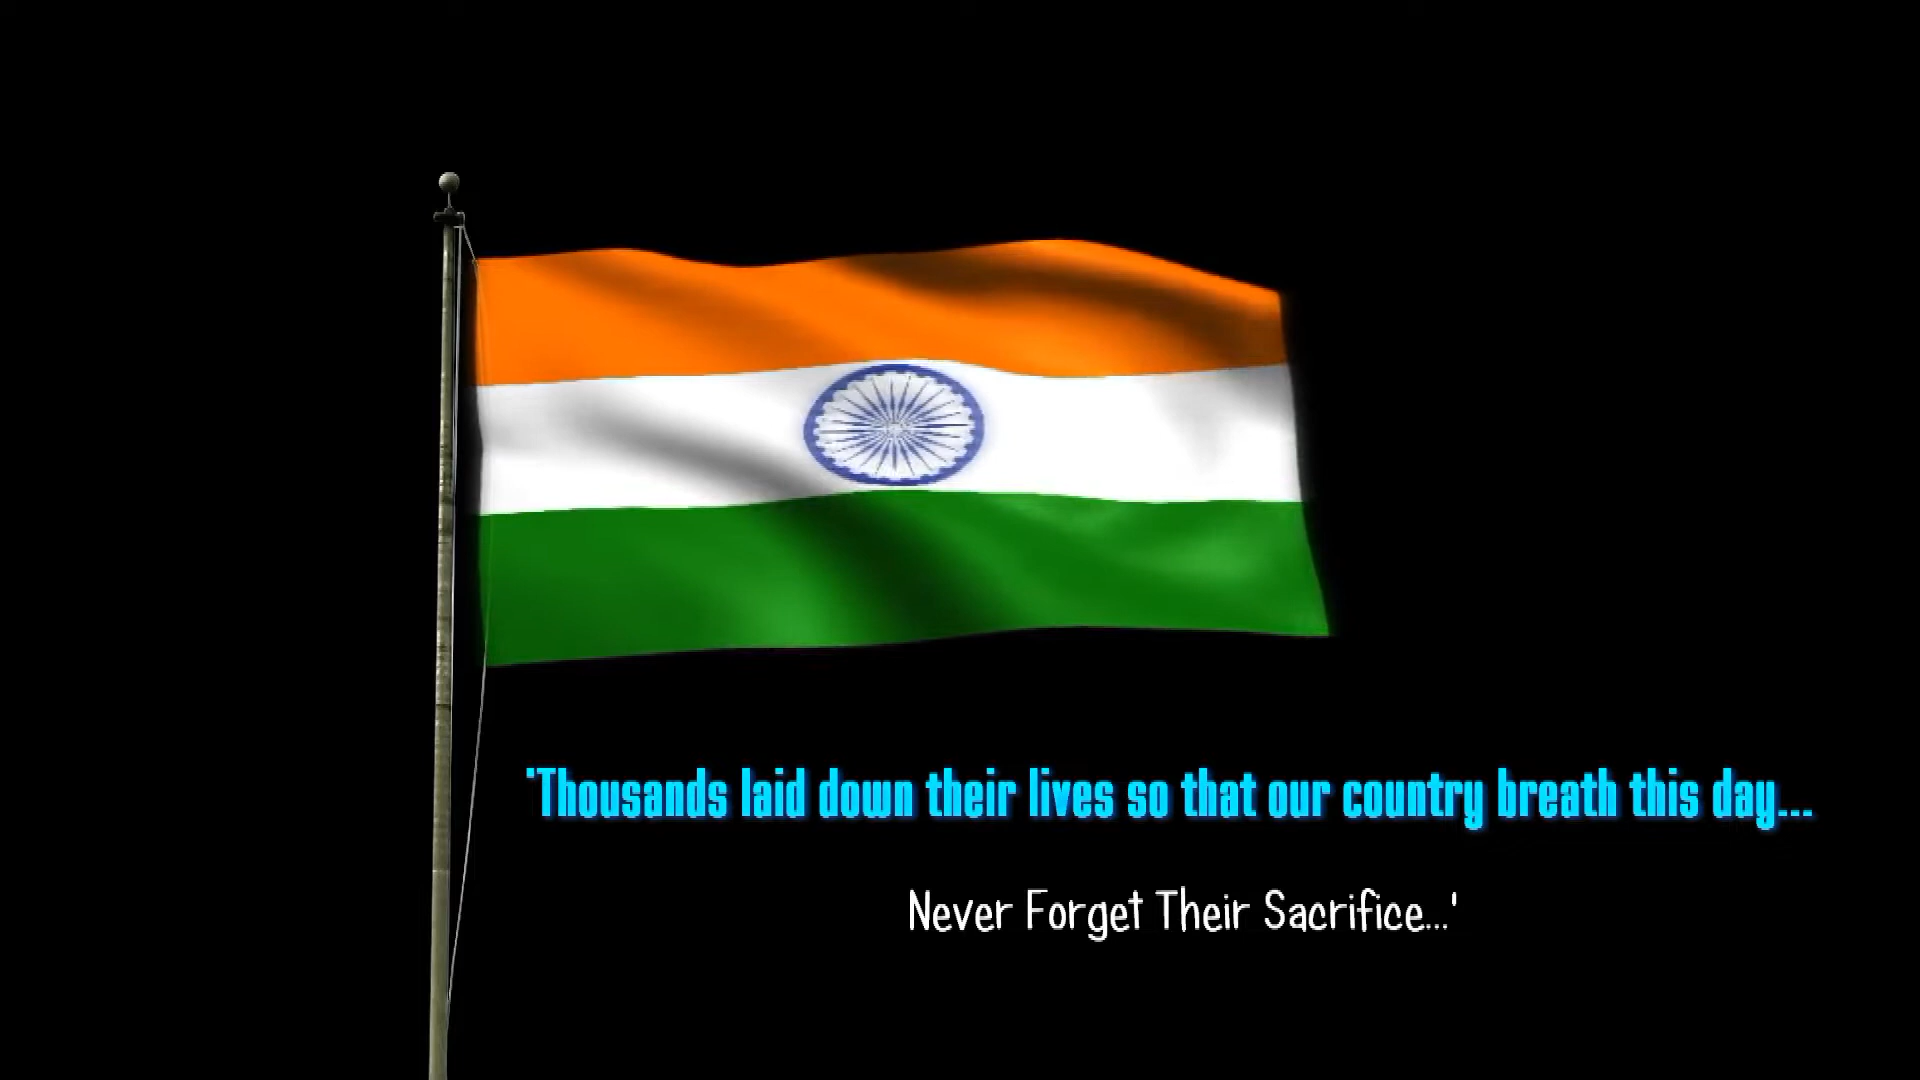 'Thousands laid down their lives so that our country breath this day...
Never Forget Their Sacrifice...'